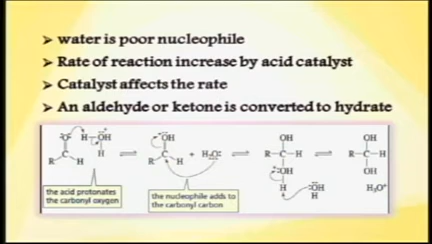 ➢ water is poor nucleophile
➢ Rate of reaction increase by acid catalyst
➢ Catalyst affects the rate
➢ An aldehyde or ketone is converted to hydrate
the acid protonates
the carbonyl oxygen
the nucleophile adds to
the carbonyl carbon